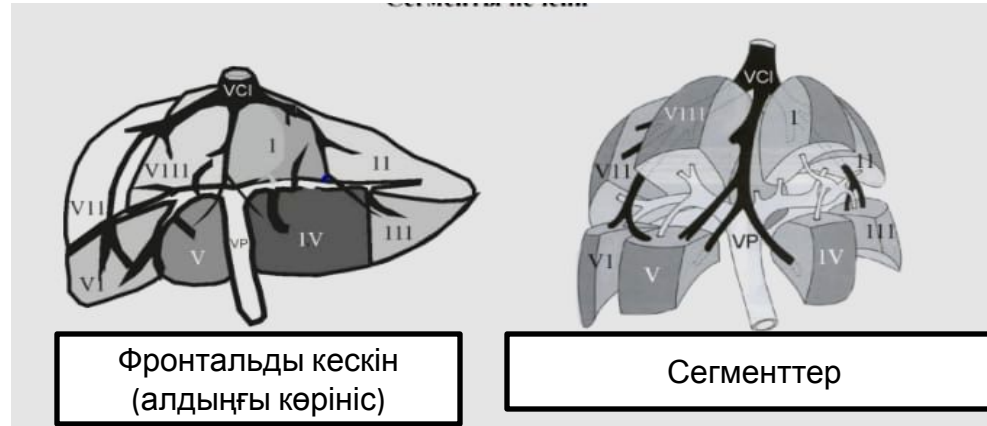 VCI
I
II
VIII
VII
VI
V
VP
IV
III
VCI
VIII
I
VII
II
VI
V
VP
IV
III
Фронтальды кескін
(алдыңғы көрініс)
Сегменттер